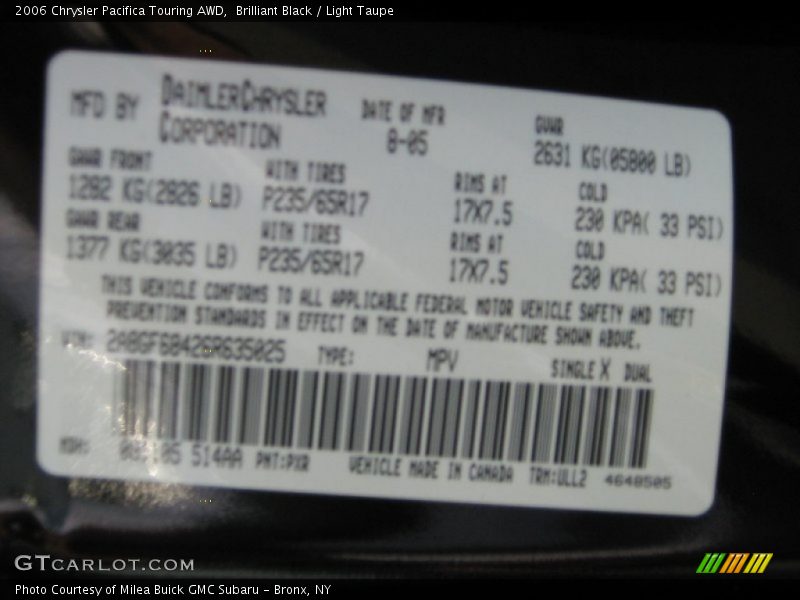 2006 Chrysler Pacifica Touring AWD, Brilliant Black / Light Taupe
MFD BY DAIMLERCHRYSLER CORPORATION DATE OF MFR 8-05 GVWR 2631 KG(05800 LB)
GAWR FRONT WITH TIRES RIMS AT COLD
1282 KG(2826 LB) P235/65R17 17X7.5 230 KPA( 33 PSI)
GAWR REAR WITH TIRES RIMS AT COLD
1377 KG(3035 LB) P235/65R17 17X7.5 230 KPA( 33 PSI)
THIS VEHICLE CONFORMS TO ALL APPLICABLE FEDERAL MOTOR VEHICLE SAFETY AND THEFT
PREVENTION STANDARDS IN EFFECT ON THE DATE OF MANUFACTURE SHOWN ABOVE.
VIN: TYPE: MPV SINGLE X DUAL
MDH: 514AA PNT:PXR VEHICLE MADE IN CANADA TRM:ULL2 4648505
GTCARLOT.COM
Photo Courtesy of Milea Buick GMC Subaru - Bronx, NY